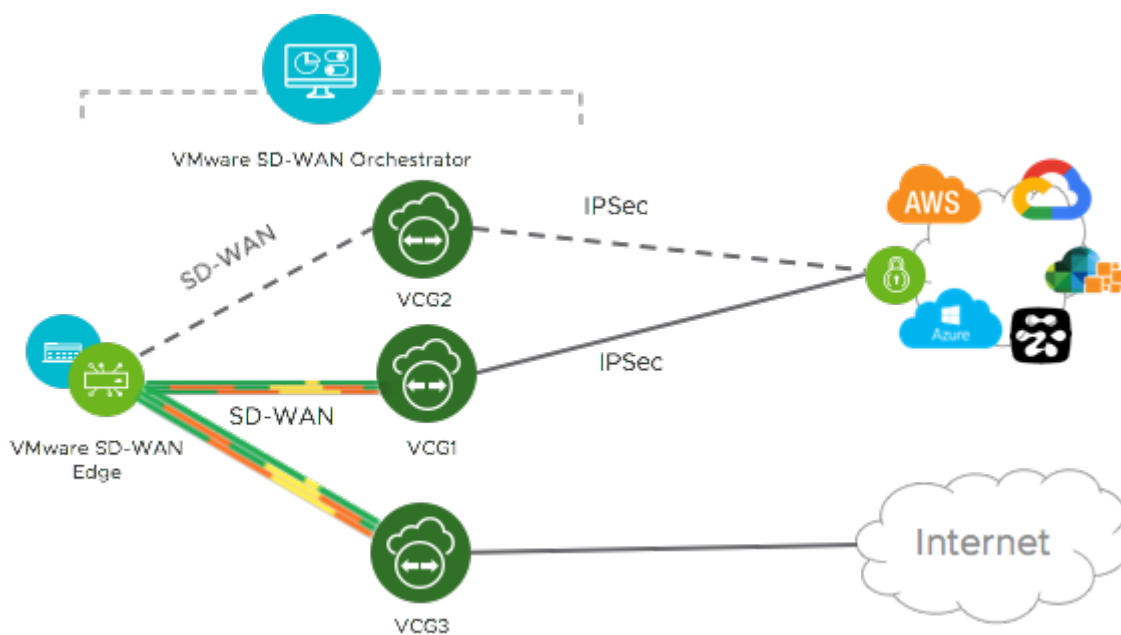 VMware SD-WAN Orchestrator
IPSec
AWS
SD-WAN
VCG2
Azure
IPSec
SD-WAN
VCG1
VMware SD-WAN
Edge
Internet
VCG3